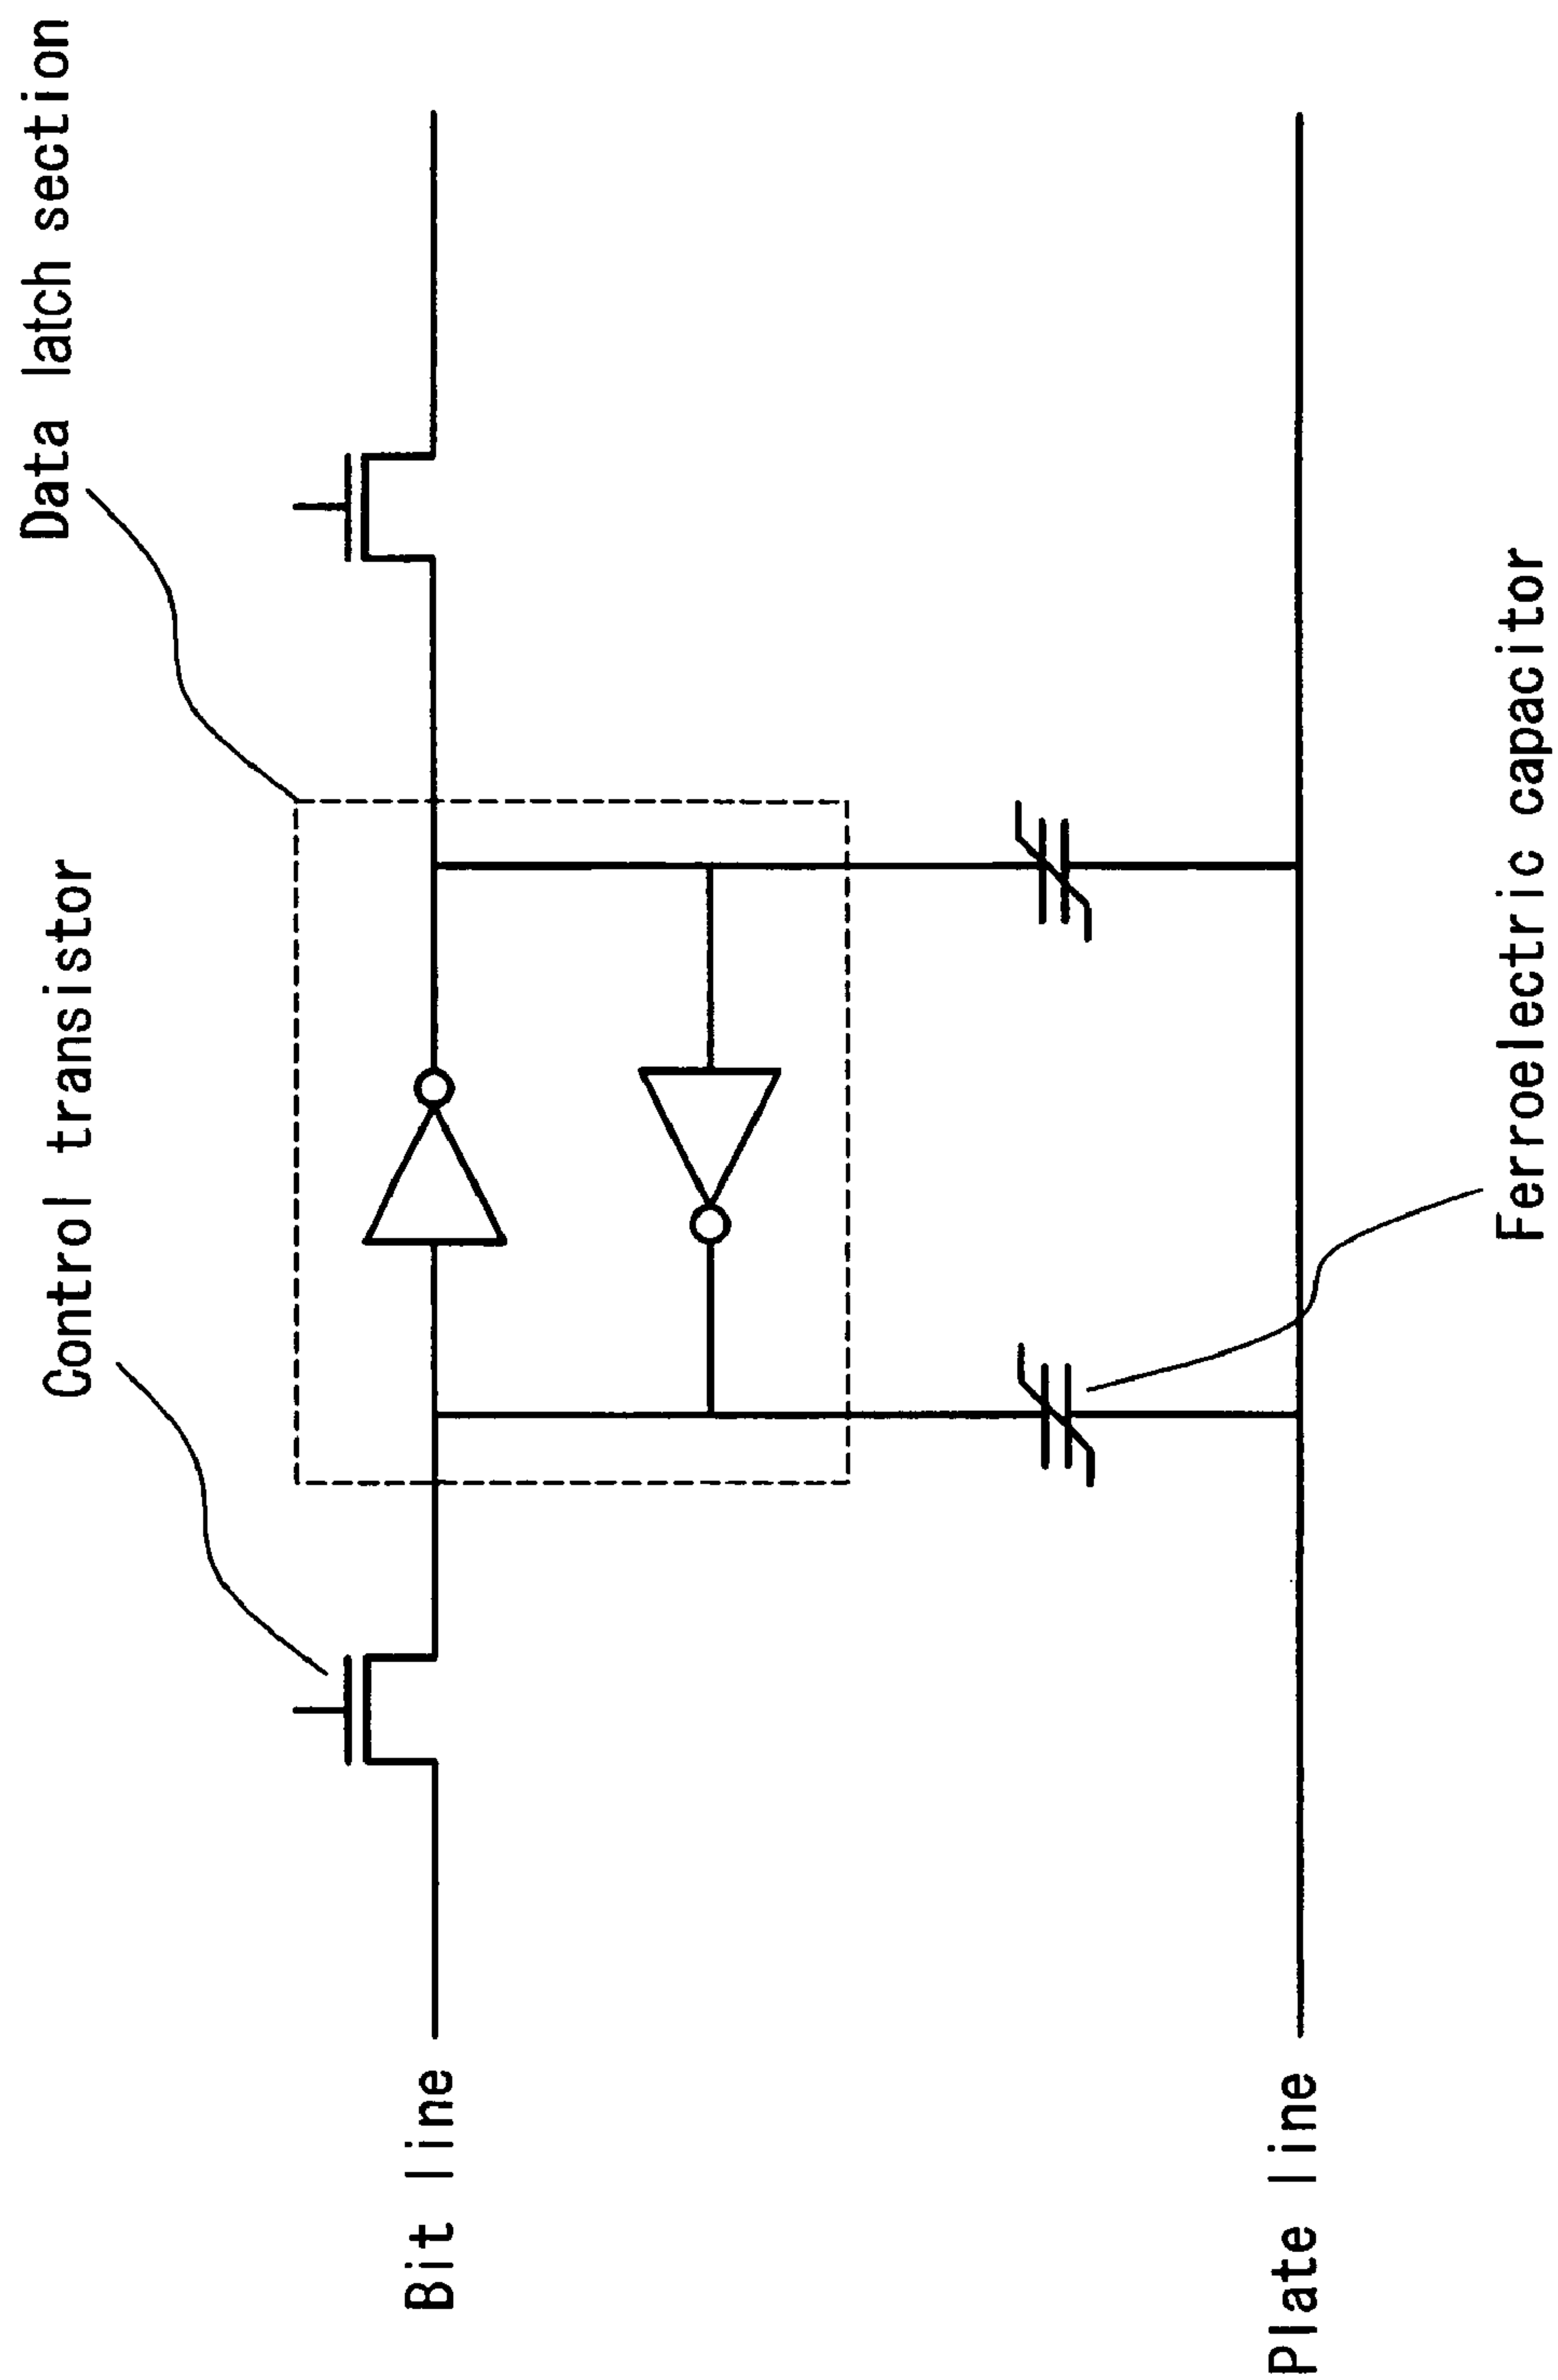 Data latch section
Control transistor
Bit line
Plate line
Ferroelectric capacitor